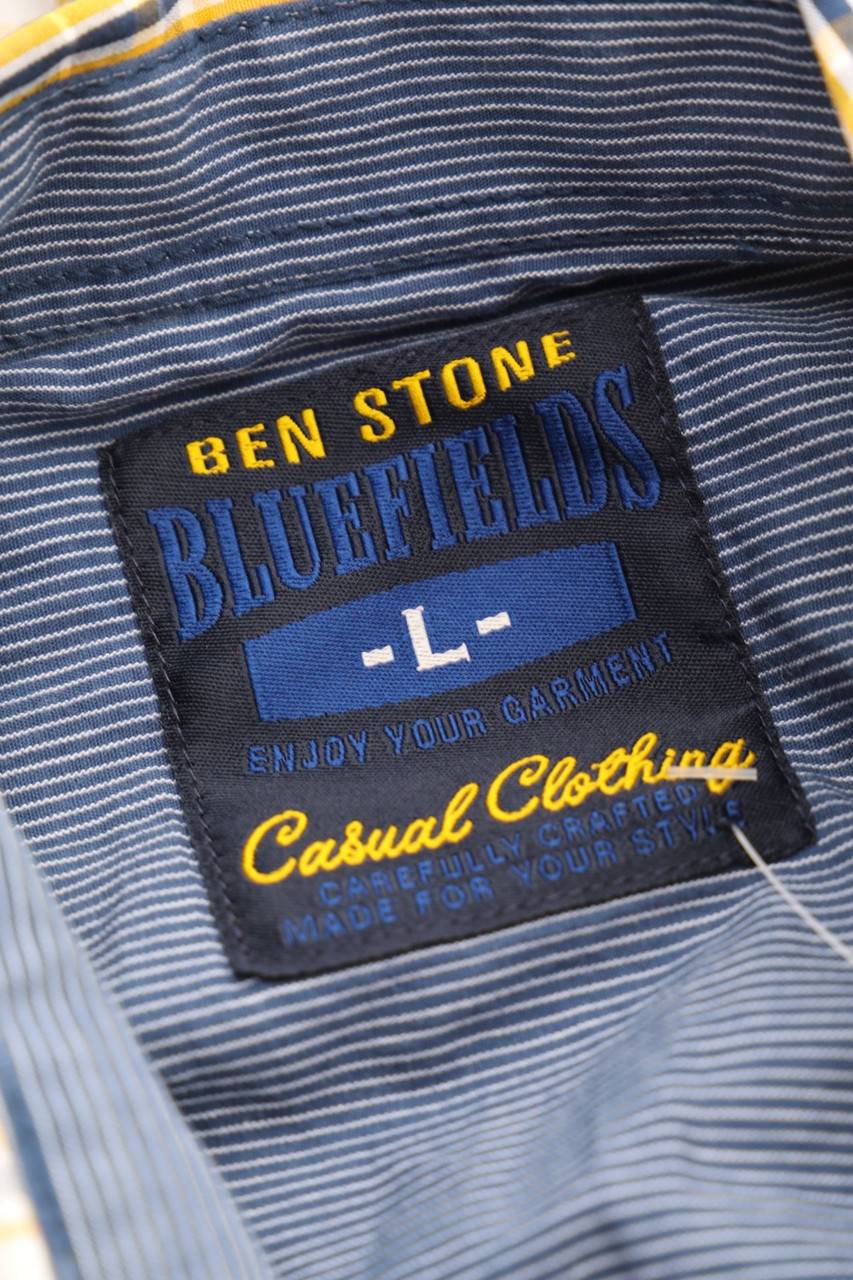 BEN STONE
BLUEFIELDS
-L-
ENJOY YOUR GARMENT
Casual Clothing
CAREFULLY CRAFTED
MADE FOR YOUR STYLE